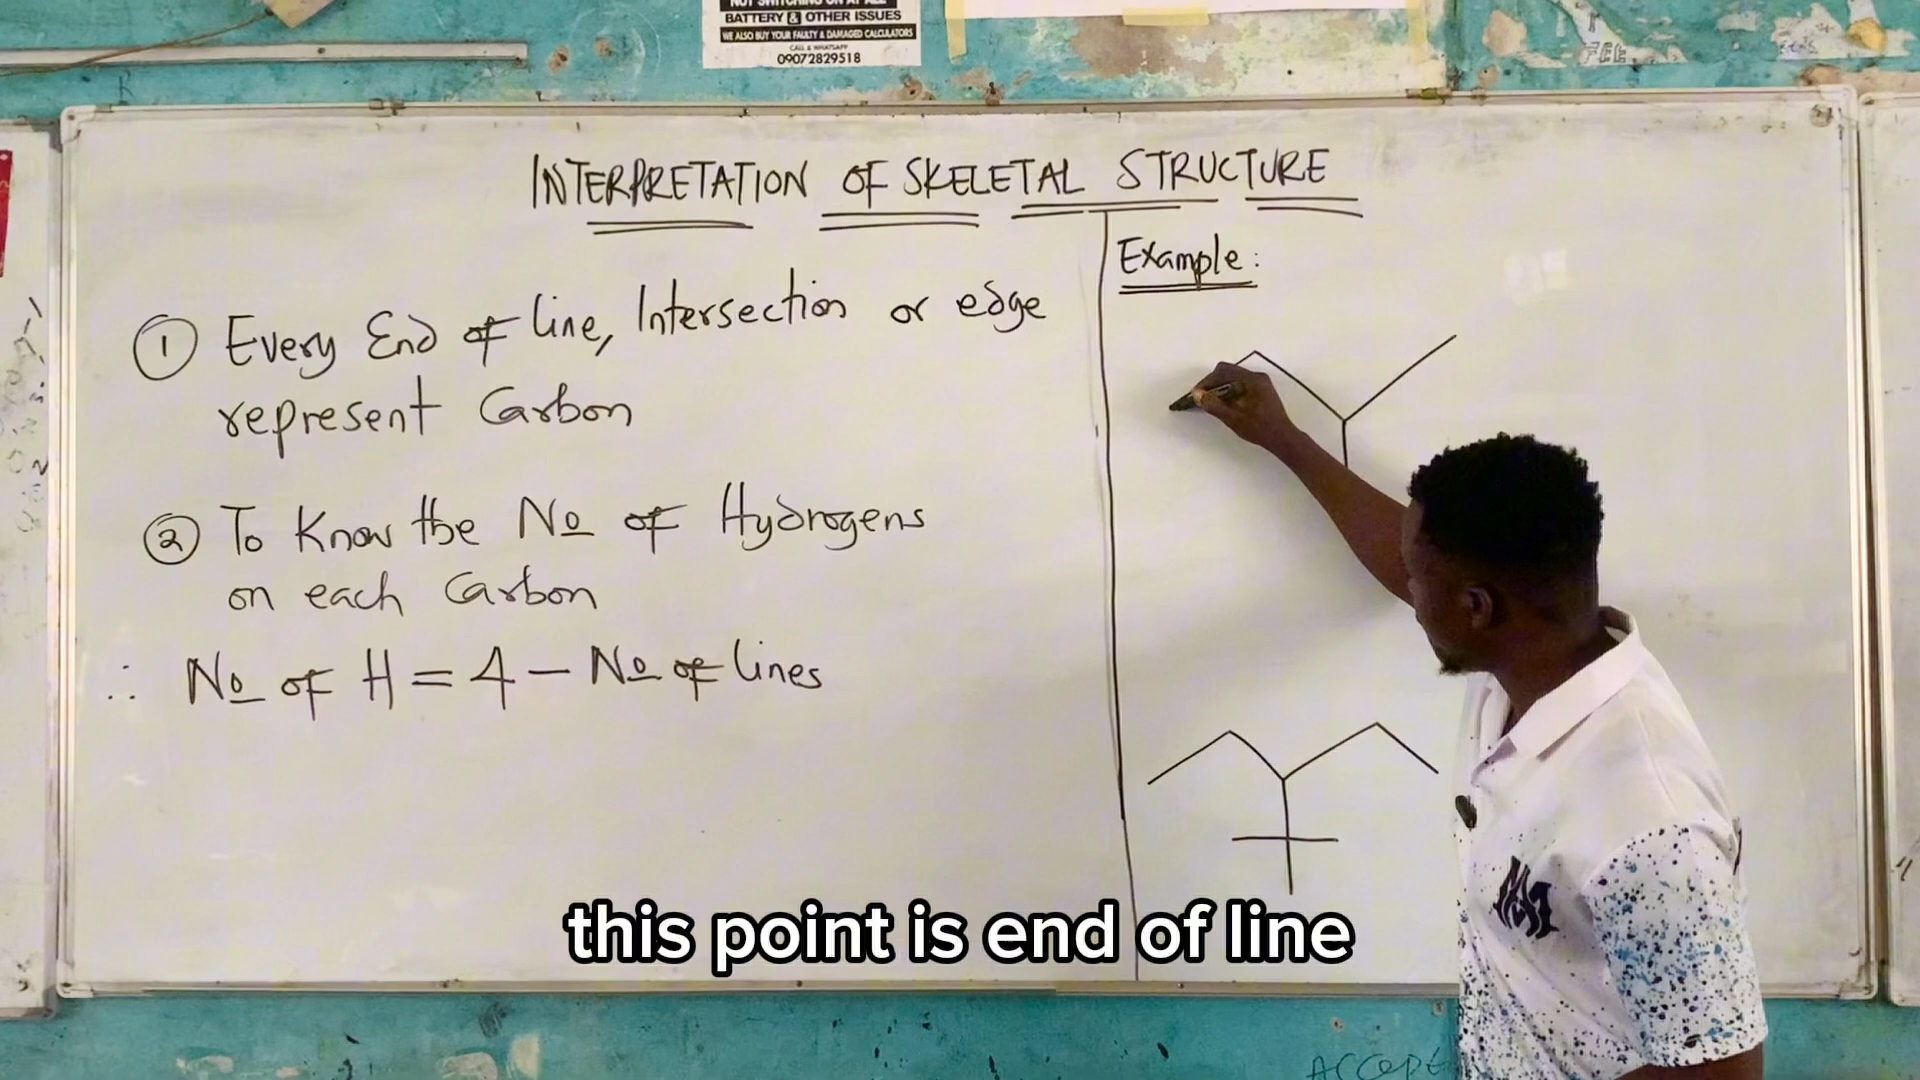 NOT SWITCHING ON AT ALL
BATTERY & OTHER ISSUES
WE ALSO BUY YOUR FAULTY & DAMAGED CALCULATORS
CALL & WHATSAPP
09072829518
FEE
INTERPRETATION OF SKELETAL STRUCTURE
① Every End of line, Intersection or edge
represent Carbon
② To Know the No of Hydrogens
on each Carbon
∴ No of H = 4 – No of lines
Example:
this point is end of line
ACCEPT